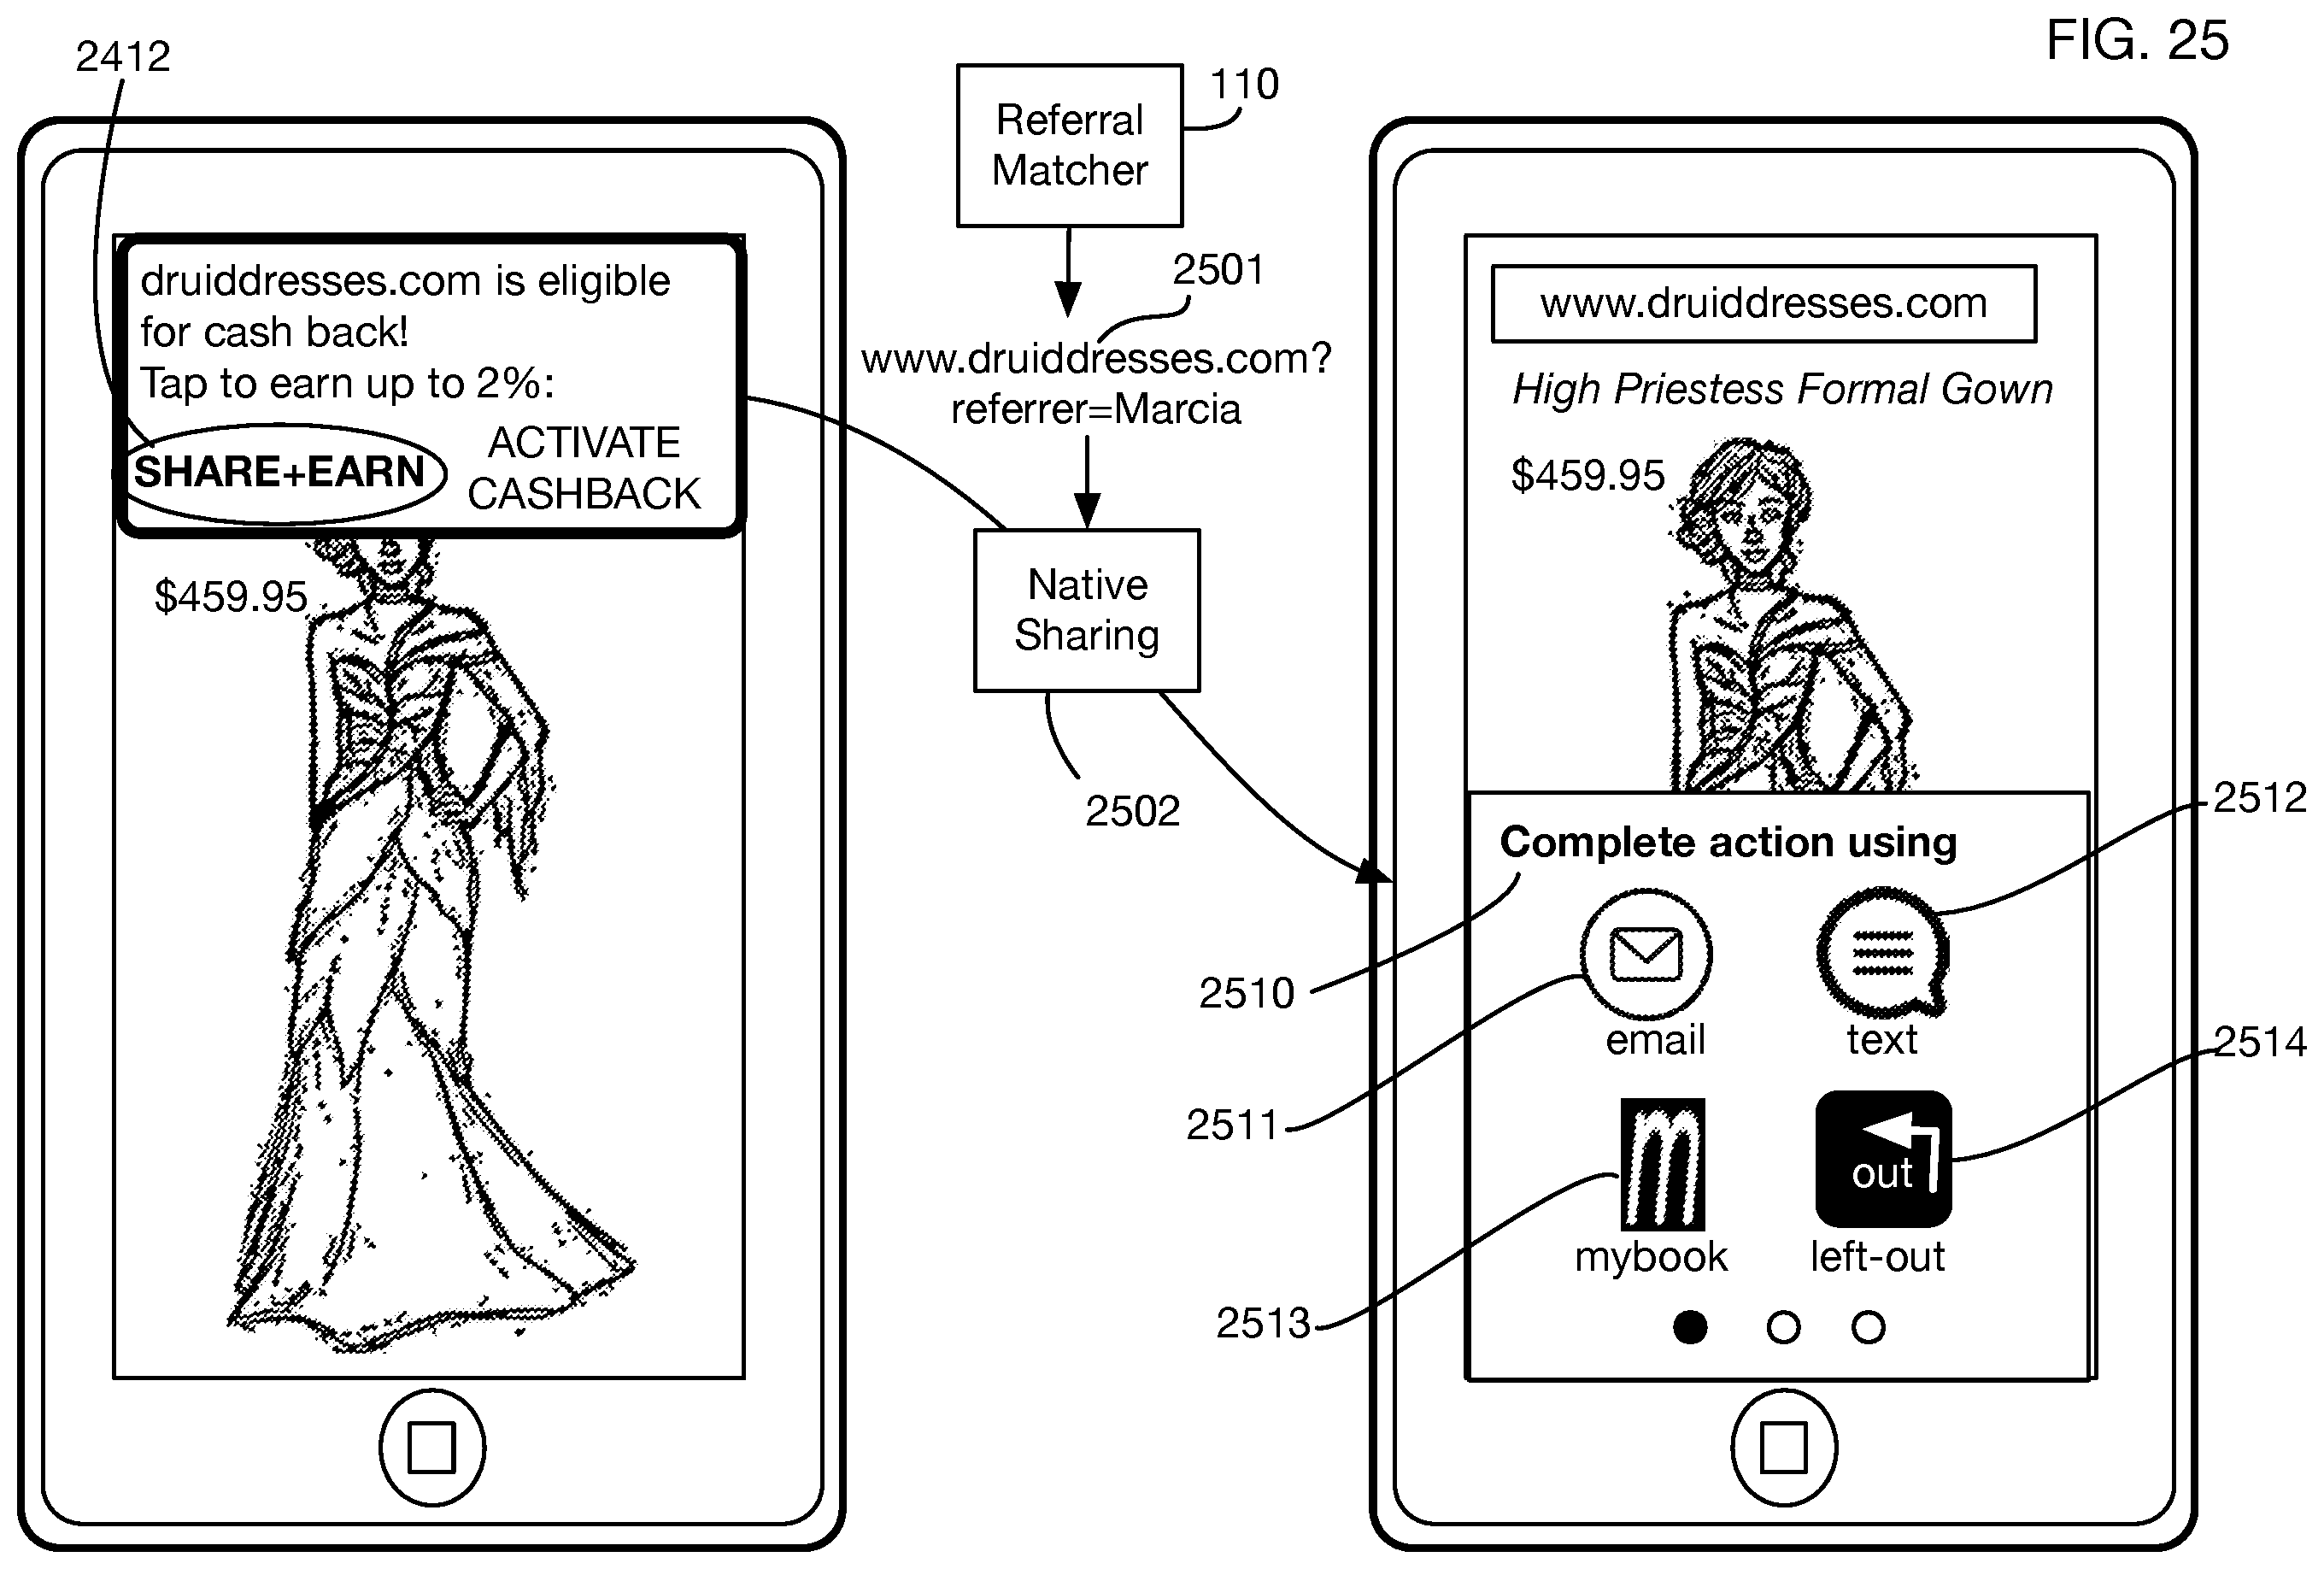 FIG. 25
2412
druiddresses.com is eligible
for cash back!
Tap to earn up to 2%:
SHARE+EARN
ACTIVATE
CASHBACK
$459.95
Referral
Matcher
110
2501
www.druiddresses.com?
referrer=Marcia
Native
Sharing
2502
www.druiddresses.com
High Priestess Formal Gown
$459.95
Complete action using
2512
2510
email
text
2514
2511
out
mybook
left-out
2513